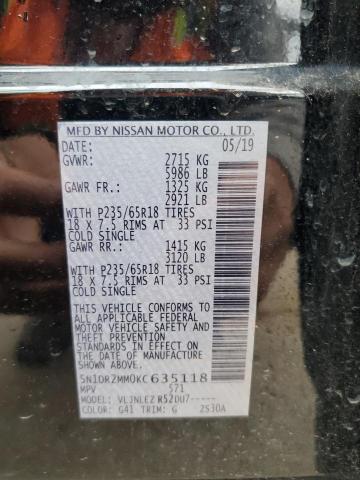 MFD BY NISSAN MOTOR CO., LTD.
DATE: 05/19
GVWR: 2715 KG
5986 LB
GAWR FR.: 1325 KG
2921 LB
WITH P235/65R18 TIRES
18 X 7.5 RIMS AT 33 PSI
COLD SINGLE
GAWR RR.: 1415 KG
3120 LB
WITH P235/65R18 TIRES
18 X 7.5 RIMS AT 33 PSI
COLD SINGLE
THIS VEHICLE CONFORMS TO
ALL APPLICABLE FEDERAL
MOTOR VEHICLE SAFETY AND
THEFT PREVENTION
STANDARDS IN EFFECT ON
THE DATE OF MANUFACTURE
SHOWN ABOVE.
5N1DR2MM0KC635118
MPV 571
MODEL: VLJNLEZ R52DU7-----
COLOR: G41 TRIM: G 2S30A